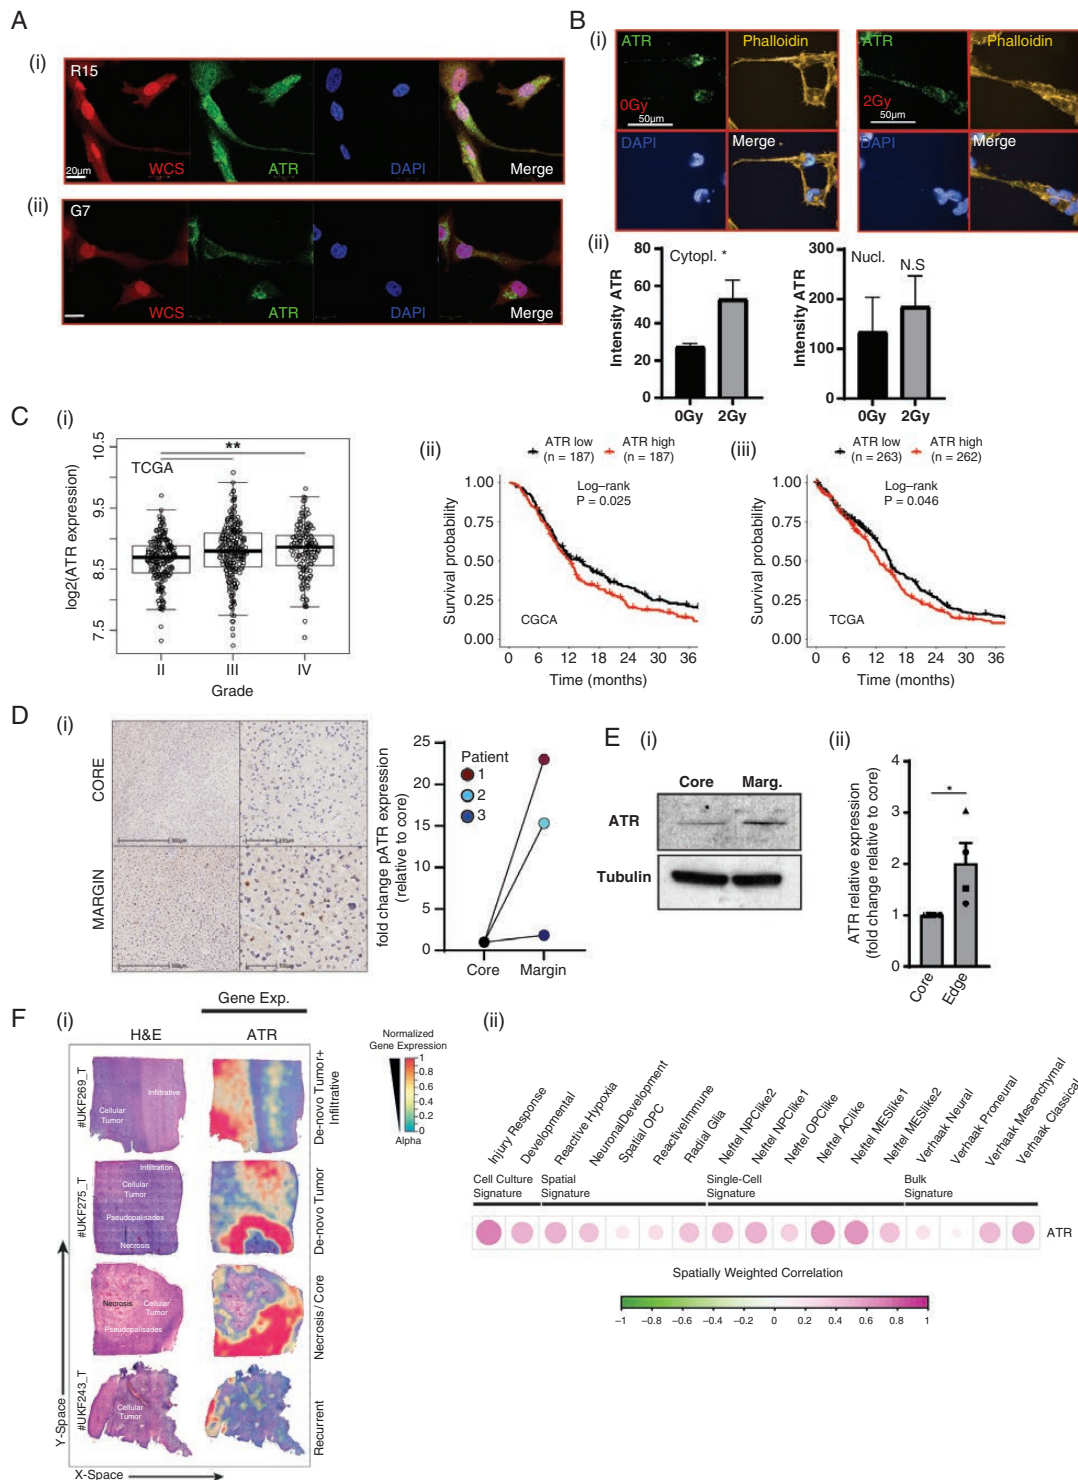 A
(i)
R15
20µm
WCS
ATR
DAPI
Merge
(ii)
G7
WCS
ATR
DAPI
Merge
B
(i)
ATR
Phalloidin
0Gy
50µm
DAPI
Merge
ATR
Phalloidin
2Gy
50µm
DAPI
Merge
(ii)
Intensity ATR
80
60
40
20
0
Cytopl. *
0Gy
2Gy
Intensity ATR
300
200
100
0
Nucl.
N.S
0Gy
2Gy
C
(i)
log2(ATR expression)
10.5
9.5
8.5
7.5
TCGA
**
II
III
IV
Grade
(ii)
ATR low
(n = 187)
ATR high
(n = 187)
Log–rank
P = 0.025
Survival probability
1.00
0.75
0.50
0.25
0.00
CGCA
0 6 12 18 24 30 36
Time (months)
(iii)
ATR low
(n = 263)
ATR high
(n = 262)
Log–rank
P = 0.046
Survival probability
1.00
0.75
0.50
0.25
0.00
TCGA
0 6 12 18 24 30 36
Time (months)
D
(i)
CORE
MARGIN
fold change pATR expression
(relative to core)
25
20
15
10
5
0
Patient
1
2
3
Core
Margin
E
(i)
Core
Marg.
ATR
Tubulin
(ii)
ATR relative expression
(fold change relative to core)
4
3
2
1
0
*
Core
Edge
F
(i)
Gene Exp.
H&E
ATR
#UKF269_T
Cellular
Tumor
Infiltrative
De-novo Tumor+
Infiltrative
#UKF275_T
Infiltration
Cellular
Tumor
Pseudopalisades
Necrosis
De-novo Tumor
Necrosis
Cellular
Tumor
Pseudopalisades
Necrosis/Core
#UKF243_T
Cellular
Tumor
Recurrent
Y-Space
X-Space
Normalized
Gene Expression
1
0.8
0.6
0.4
0.2
0
Alpha
(ii)
Injury Response
Developmental
Reactive Hypoxia
NeuronalDevelopment
Spatial OPC
ReactiveImmune
Radial Glia
Neftel NPClike2
Neftel NPClike1
Neftel OPClike
Neftel AClike
Neftel MESlike1
Neftel MESlike2
Verhaak Neural
Verhaak Proneural
Verhaak Mesenchymal
Verhaak Classical
Cell Culture
Signature
Spatial
Signature
Single-Cell
Signature
Bulk
Signature
ATR
Spatially Weighted Correlation
−1 −0.8 −0.6 −0.4 −0.2 0 0.2 0.4 0.6 0.8 1